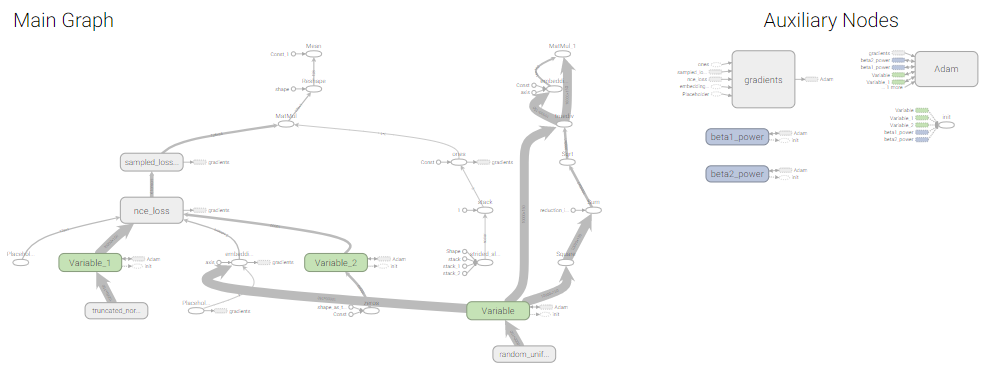 Main Graph
Auxiliary Nodes
Mean
Const_1
MatMul_1
Reshape
shape
Const
axis
embeddi...
MatMul
truediv
sampled_loss...
gradients
ones
Const
gradients
Sqrt
nce_loss
gradients
stack
1
Sum
reduction_i...
Placehol...
Variable_1
Adam
init
axis
embeddi...
gradients
Variable_2
Adam
init
Shape
stack
stack_1
stack_2
Square
truncated_nor...
Placehul...
gradients
shape_as_t...
Const
zeros
Variable
Adam
init
random_unif...
ones
sampled_lo...
nce_loss
embedding...
Placeholder
gradients
Adam
gradients
beta2_power
beta1_power
Variable
Variable_1
1 more
Adam
beta1_power
Adam
init
beta2_power
Adam
init
Variable
Variable_1
Variable_2
beta1_power
beta2_power
init